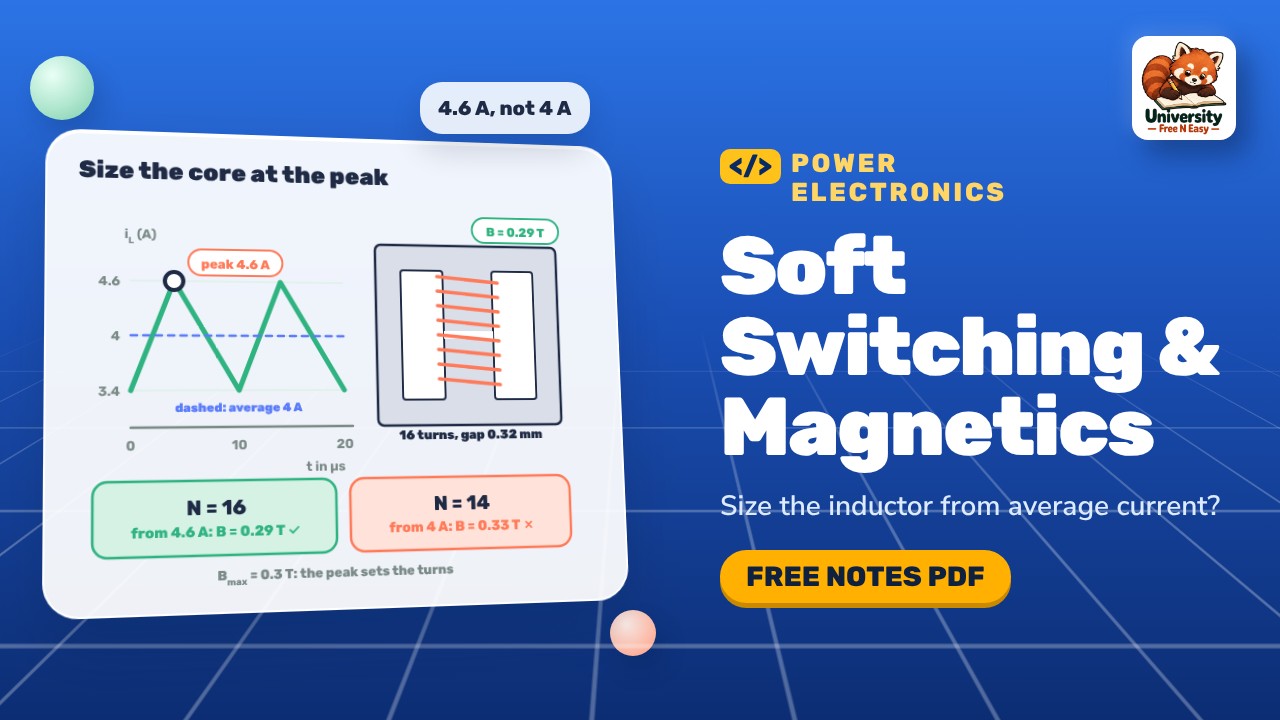 4.6 A, not 4 A
Size the core at the peak
iL (A)
peak 4.6 A
4.6
4
3.4
dashed: average 4 A
0
10
20
t in µs
B = 0.29 T
16 turns, gap 0.32 mm
N = 16
from 4.6 A: B = 0.29 T ✓
N = 14
from 4 A: B = 0.33 T ×
Bmax = 0.3 T: the peak sets the turns
University
Free N Easy
</>
POWER
ELECTRONICS
Soft
Switching &
Magnetics
Size the inductor from average current?
FREE NOTES PDF